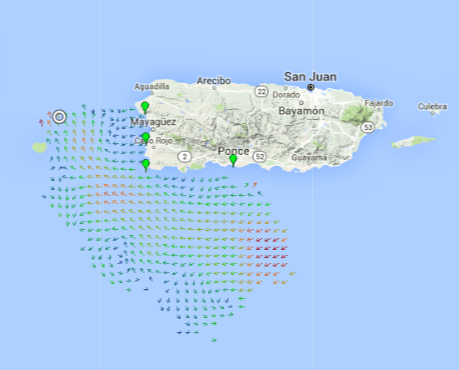 San Juan
Arecibo
Aguadilla
22
Dorado
Bayamón
Fajardo
Culebra
Mayagüez
53
Cabo Rojo
Ponce
2
52
Guayama